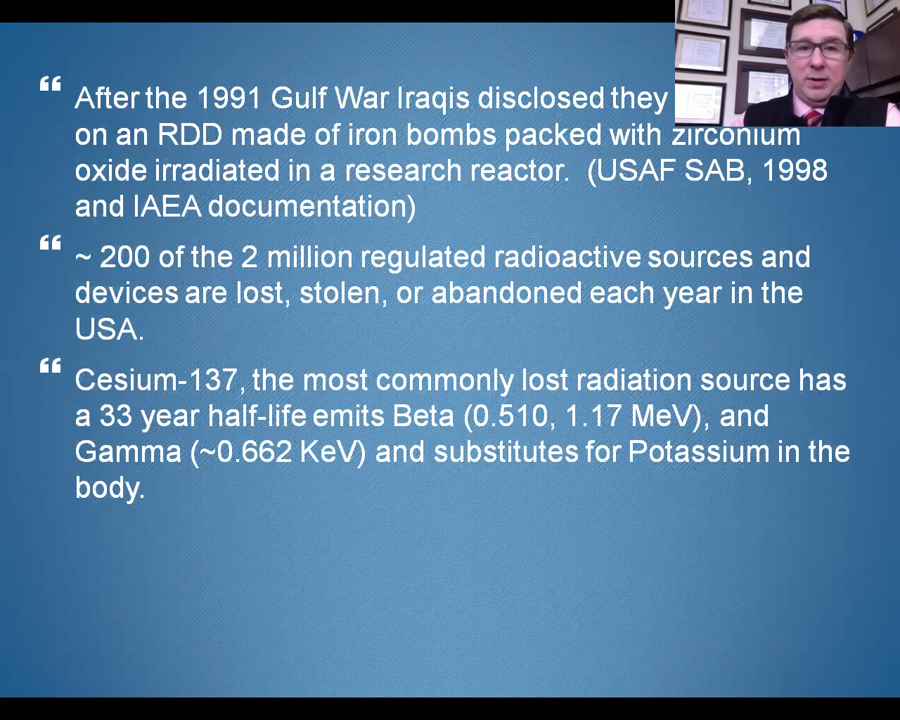 “ After the 1991 Gulf War Iraqis disclosed they
on an RDD made of iron bombs packed with zirconium
oxide irradiated in a research reactor.  (USAF SAB, 1998
and IAEA documentation)
“ ~ 200 of the 2 million regulated radioactive sources and
devices are lost, stolen, or abandoned each year in the
USA.
“ Cesium-137, the most commonly lost radiation source has
a 33 year half-life emits Beta (0.510, 1.17 MeV), and
Gamma (~0.662 KeV) and substitutes for Potassium in the
body.